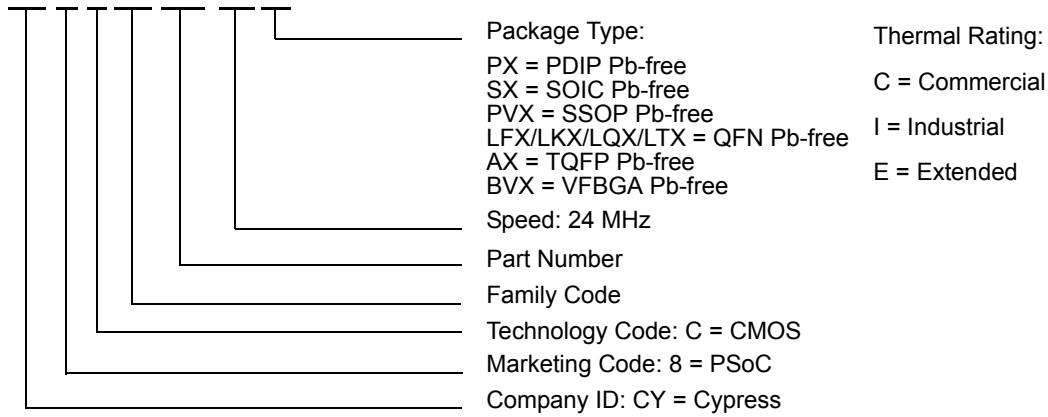 Package Type:
PX = PDIP Pb-free
SX = SOIC Pb-free
PVX = SSOP Pb-free
LFX/LKX/LQX/LTX = QFN Pb-free
AX = TQFP Pb-free
BVX = VFBGA Pb-free
Speed: 24 MHz
Part Number
Family Code
Technology Code: C = CMOS
Marketing Code: 8 = PSoC
Company ID: CY = Cypress
Thermal Rating:
C = Commercial
I = Industrial
E = Extended